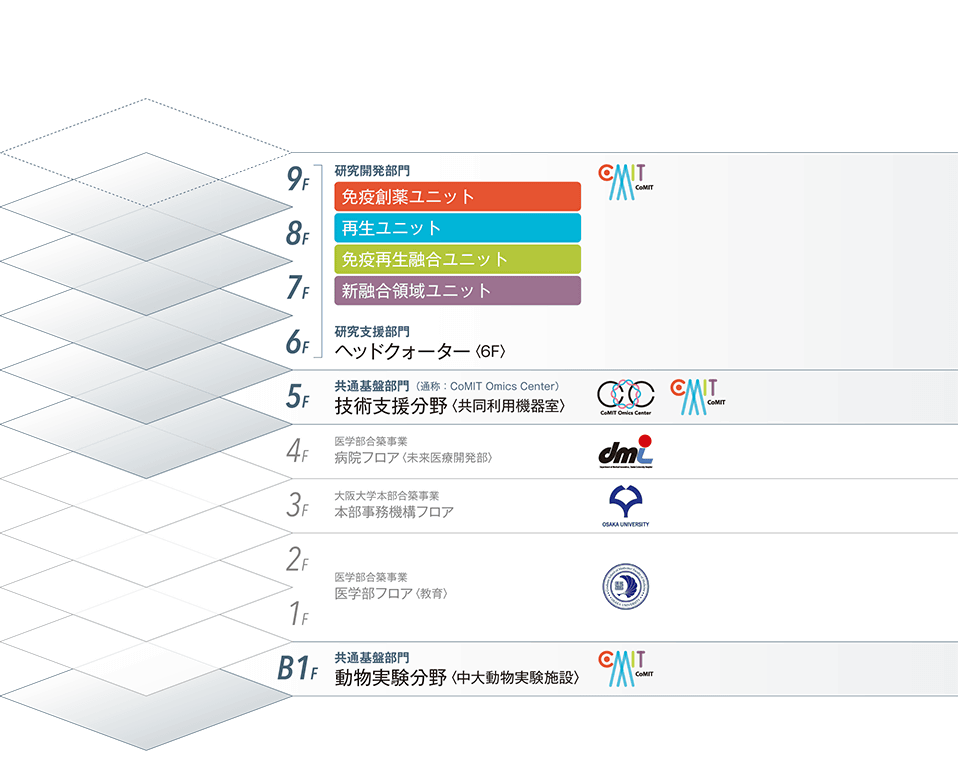 9F
研究開発部門
CoMIT
CoMIT
免疫創薬ユニット
8F
再生ユニット
免疫再生融合ユニット
7F
新融合領域ユニット
6F
研究支援部門
ヘッドクォーター〈6F〉
5F
共通基盤部門（通称：CoMIT Omics Center）
技術支援分野〈共同利用機器室〉
CoMIT Omics Center
CoMIT
CoMIT
4F
医学部合築事業
病院フロア〈未来医療開発部〉
dmi
3F
大阪大学本部合築事業
本部事務機構フロア
OSAKA UNIVERSITY
2F
医学部合築事業
医学部フロア〈教育〉
1F
B1F
共通基盤部門
動物実験分野〈中大動物実験施設〉
CoMIT
CoMIT